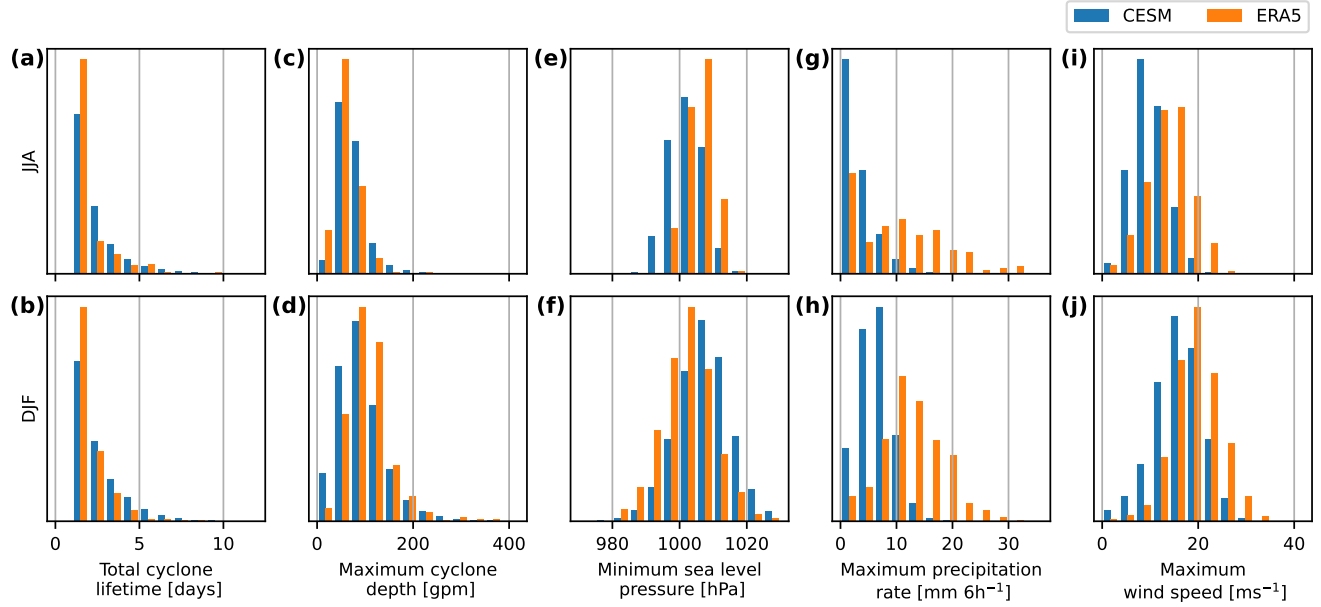 CESM ERA5
(a) (c) (e) (g) (i)
JJA
(b) (d) (f) (h) (j)
DJF
0 5 10 0 200 400 980 1000 1020 0 10 20 30 0 20 40
Total cyclone Maximum cyclone Minimum sea level Maximum precipitation Maximum
lifetime [days] depth [gpm] pressure [hPa] rate [mm 6h⁻¹] wind speed [ms⁻¹]